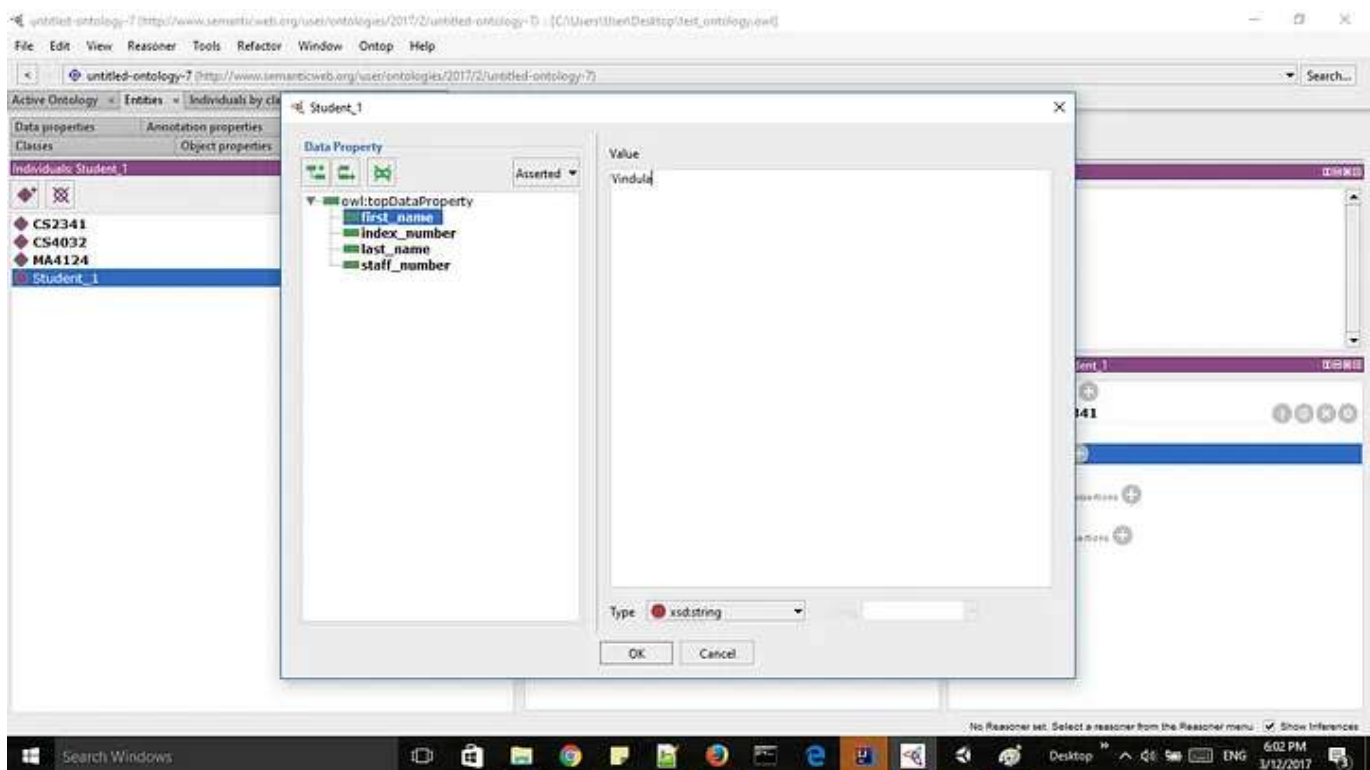 untitled-ontology-7 (http://www.semanticweb.org/user/ontologies/2017/2/untitled-ontology-7) : [C:\Users\User\Desktop\test_ontology.owl]
File Edit View Reasoner Tools Refactor Window Ontop Help
untitled-ontology-7 (http://www.semanticweb.org/user/ontologies/2017/2/untitled-ontology-7)
Search...
Active Ontology × Entities × Individuals by cla
Student_1
Data properties Annotation properties
Classes Object properties
Individuals: Student_1
CS2341
CS4032
MA4124
Student_1
Data Property
Asserted
owl:topDataProperty
first_name
index_number
last_name
staff_number
Value
Vindula
Type xsd:string
OK Cancel
341
No Reasoner set. Select a reasoner from the Reasoner menu Show Inferences
Search Windows
Desktop
ENG
6:02 PM
3/12/2017